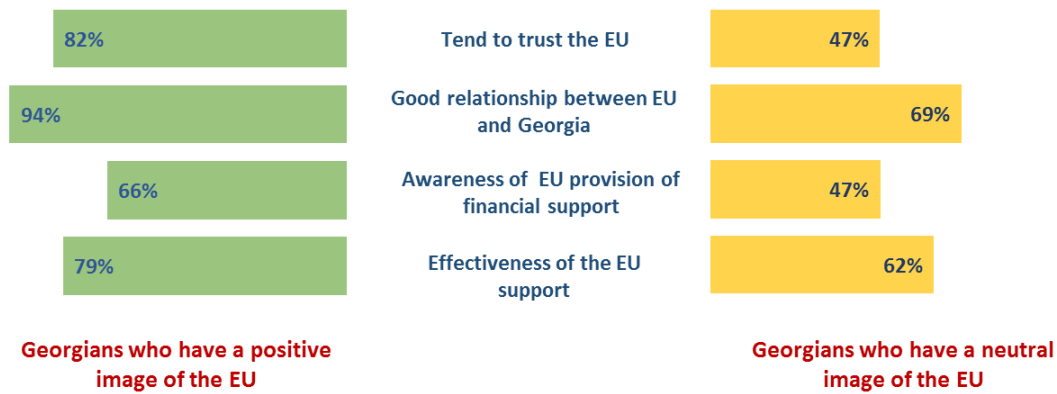 82%
Tend to trust the EU
47%
94%
Good relationship between EU
and Georgia
69%
66%
Awareness of  EU provision of
financial support
47%
79%
Effectiveness of the EU
support
62%
Georgians who have a positive
image of the EU
Georgians who have a neutral
image of the EU